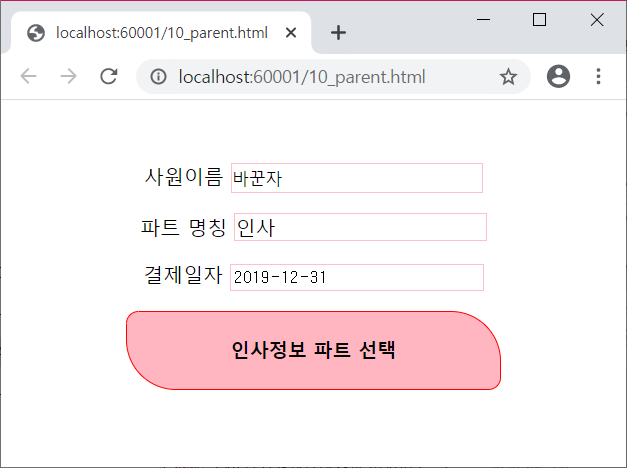 localhost:60001/10_parent.html
localhost:60001/10_parent.html
사원이름 바꾼자
파트 명칭 인사
결제일자 2019-12-31
인사정보 파트 선택